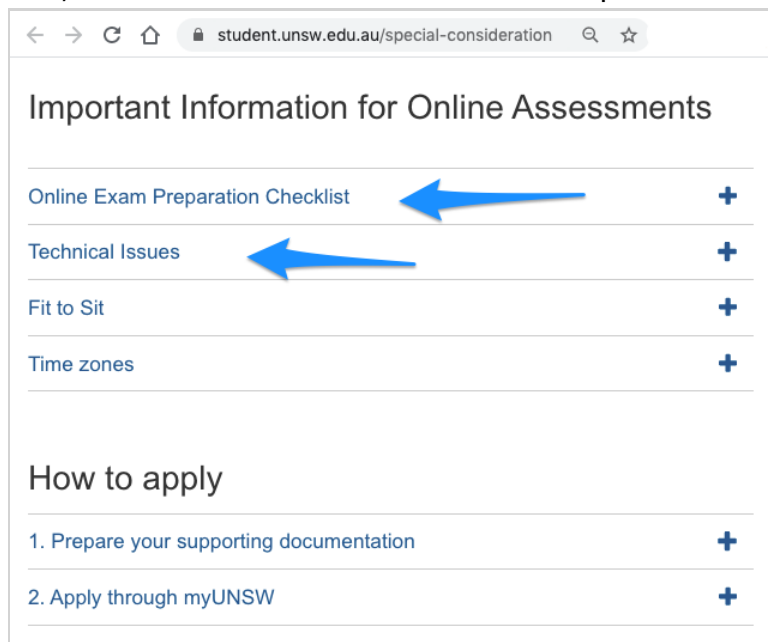 student.unsw.edu.au/special-consideration
Important Information for Online Assessments
Online Exam Preparation Checklist
Technical Issues
Fit to Sit
Time zones
How to apply
1. Prepare your supporting documentation
2. Apply through myUNSW